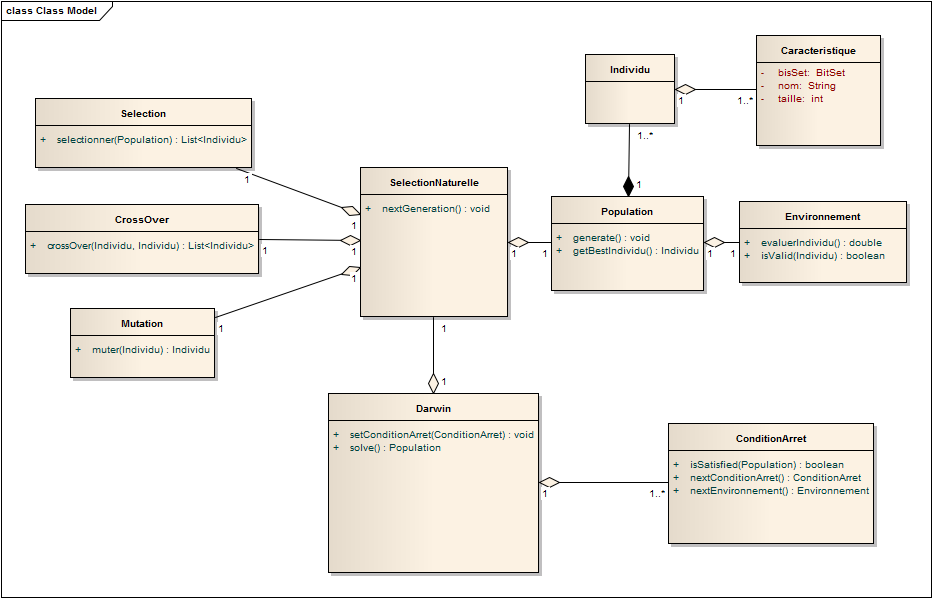 class Class Model
Selection
+ selectionner(Population) : List<Individu>
1
CrossOver
+ crossOver(Individu, Individu) : List<Individu>
1
Mutation
+ muter(Individu) : Individu
1
SelectionNaturelle
+ nextGeneration() : void
1
1
1
1
1
Individu
1
1..*
Caracteristique
- bisSet: BitSet
- nom: String
- taille: int
1..*
1
Population
+ generate() : void
+ getBestIndividu() : Individu
1
1
Environnement
+ evaluerIndividu() : double
+ isValid(Individu) : boolean
1
1
Darwin
+ setConditionArret(ConditionArret) : void
+ solve() : Population
1
ConditionArret
+ isSatisfied(Population) : boolean
+ nextConditionArret() : ConditionArret
+ nextEnvironnement() : Environnement
1..*